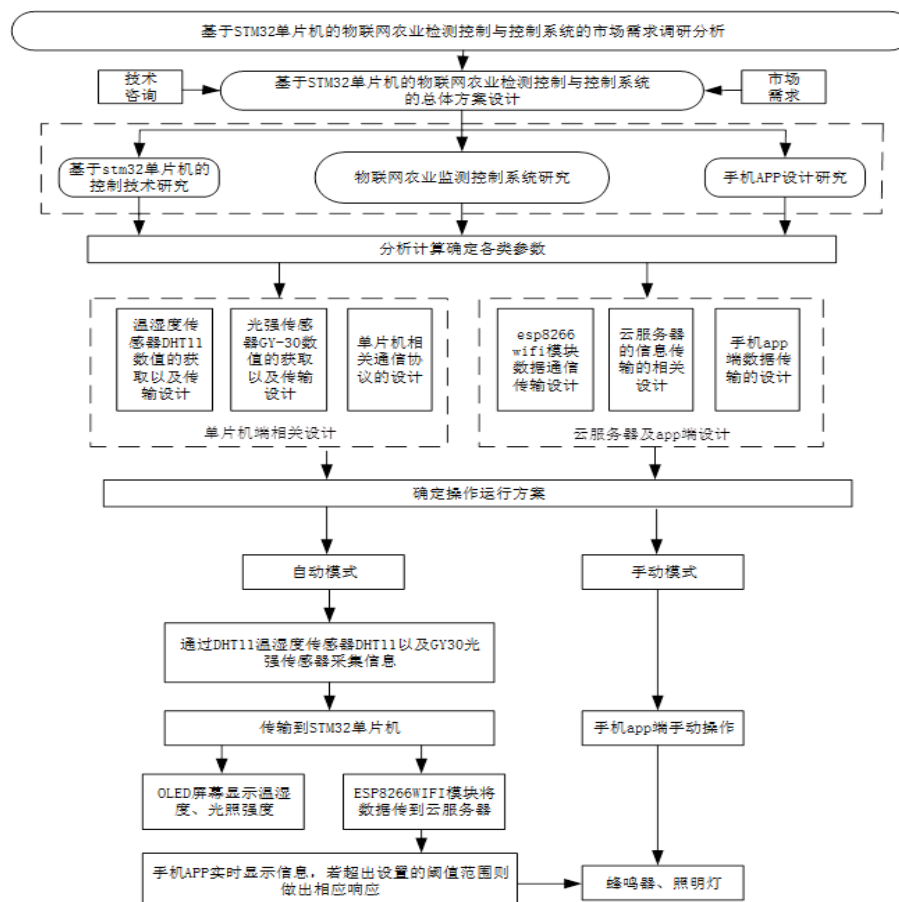 基于STM32单片机的物联网农业检测控制与控制系统的市场需求调研分析
技术
咨询
基于STM32单片机的物联网农业检测控制与控制系统
的总体方案设计
市场
需求
基于stm32单片机的
控制技术研究
物联网农业监测控制系统研究
手机APP设计研究
分析计算确定各类参数
温湿度传
感器DHT11
数值的获
取以及传
输设计
光强传感
器GY-30数
值的获取
以及传输
设计
单片机相
关通信协
议的设计
esp8266
wifi模块
数据通信
传输设计
云服务器
的信息传
输的相关
设计
手机app
端数据传
输的设计
单片机端相关设计
云服务器及app端设计
确定操作运行方案
自动模式
手动模式
通过DHT11温湿度传感器DHT11以及GY30光
强传感器采集信息
传输到STM32单片机
手机app端手动操作
OLED屏幕显示温湿
度、光照强度
ESP8266WIFI模块将
数据传到云服务器
手机APP实时显示信息，若超出设置的阈值范围则
做出相应响应
蜂鸣器、照明灯